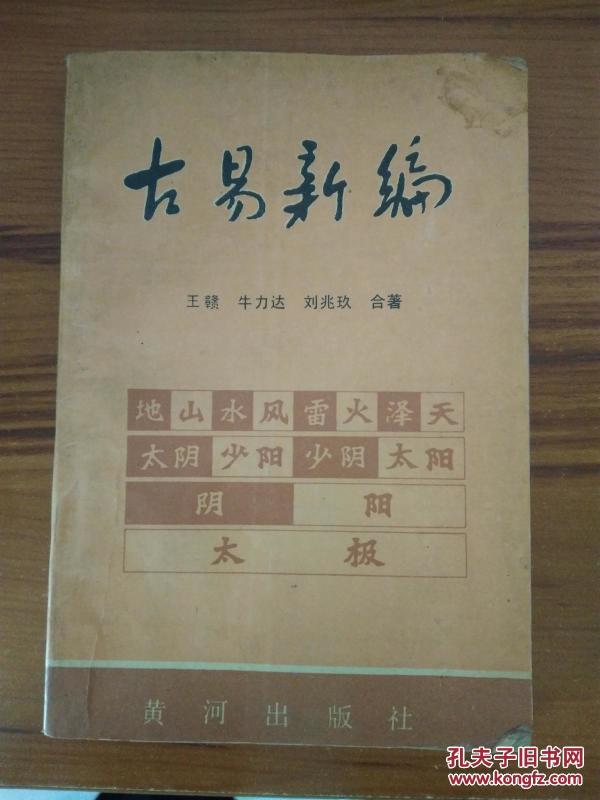 古易新编
王赣 牛力达 刘兆玖 合著
地山水风雷火泽天
太阴少阳少阴太阳
阴 阳
太 极
黄河出版社
孔夫子旧书网
www.kongfz.com